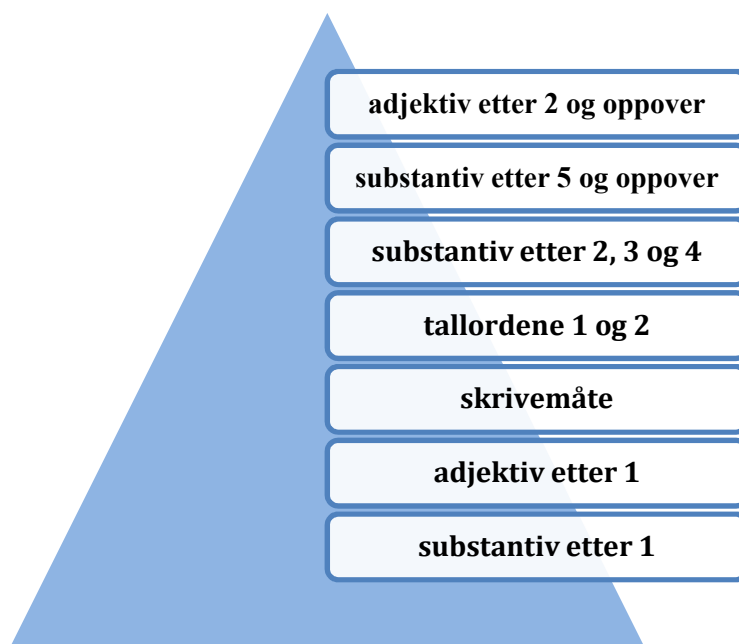 adjektiv etter 2 og oppover
substantiv etter 5 og oppover
substantiv etter 2, 3 og 4
tallordene 1 og 2
skrivemåte
adjektiv etter 1
substantiv etter 1